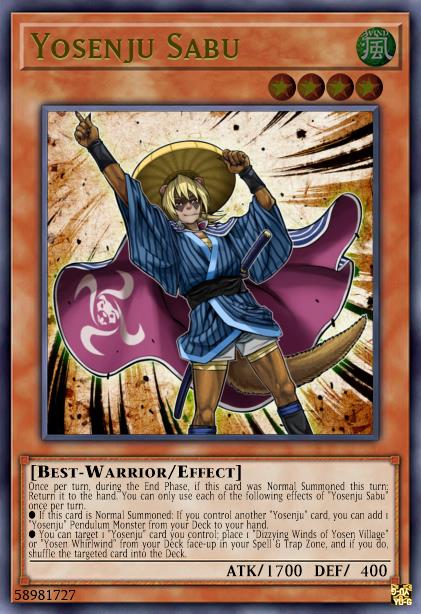 Yosenju Sabu
WIND
風
[Best-Warrior/Effect]
Once per turn, during the End Phase, if this card was Normal Summoned this turn:
Return it to the hand. You can only use each of the following effects of "Yosenju Sabu"
once per turn.
● If this card is Normal Summoned: If you control another "Yosenju" card, you can add 1
"Yosenju" Pendulum Monster from your Deck to your hand.
● You can target 1 "Yosenju" card you control; place 1 "Dizzying Winds of Yosen Village"
or "Yosen Whirlwind" from your Deck face-up in your Spell & Trap Zone, and if you do,
shuffle the targeted card into the Deck.
ATK/1700 DEF/ 400
58981727